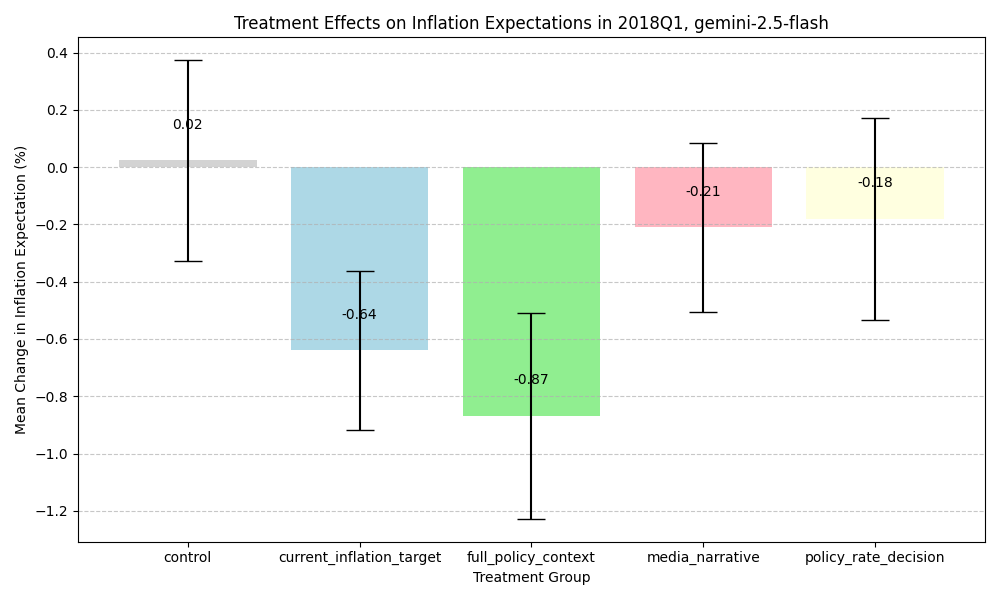 Treatment Effects on Inflation Expectations in 2018Q1, gemini-2.5-flash
Mean Change in Inflation Expectation (%)
0.4
0.2
0.0
−0.2
−0.4
−0.6
−0.8
−1.0
−1.2
0.02
-0.64
-0.87
-0.21
-0.18
control
current_inflation_target
full_policy_context
media_narrative
policy_rate_decision
Treatment Group